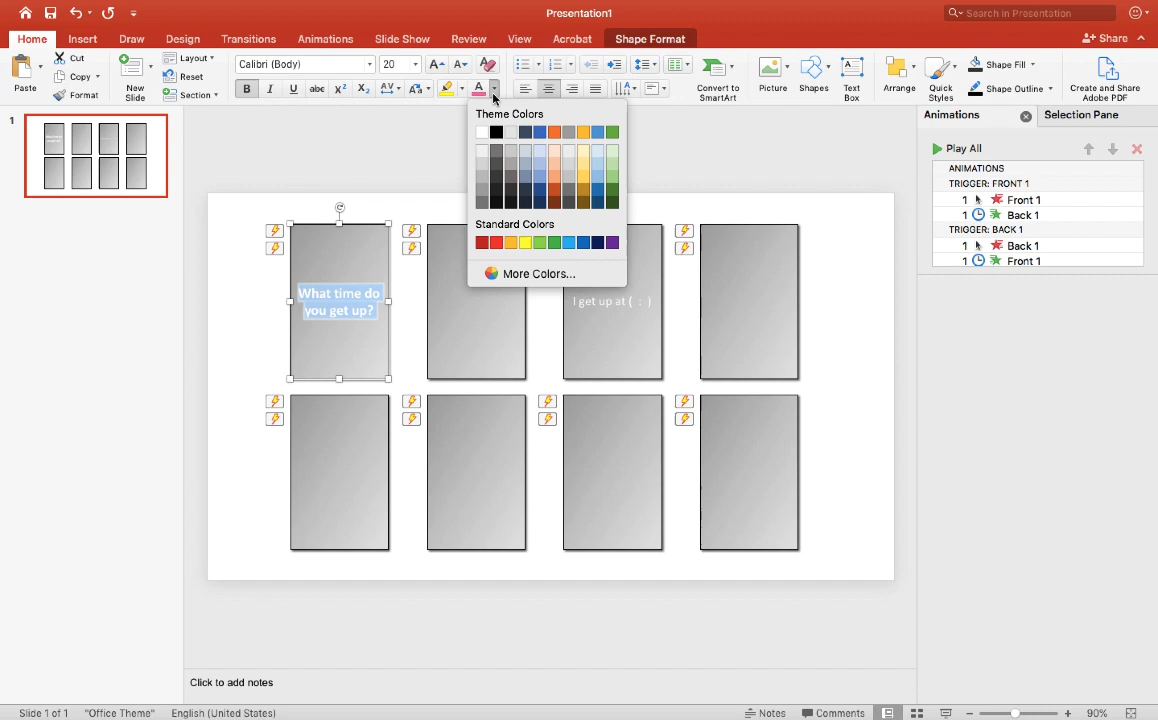 Presentation1
Search in Presentation
Home Insert Draw Design Transitions Animations Slide Show Review View Acrobat Shape Format
Share
Paste
Cut
Copy
Format
New
Slide
Layout
Reset
Section
Calibri (Body) 20
B I U abc X² X₂ AV Aa A
Convert to
SmartArt
Picture
Shapes
Text
Box
Arrange
Quick
Styles
Shape Fill
Shape Outline
Create and Share
Adobe PDF
Theme Colors
Standard Colors
More Colors...
1
What time do
you get up?
I get up at ( : )
Animations Selection Pane
Play All
ANIMATIONS
TRIGGER: FRONT 1
1 Front 1
1 Back 1
TRIGGER: BACK 1
1 Back 1
1 Front 1
Click to add notes
Slide 1 of 1 "Office Theme" English (United States) Notes Comments 90%